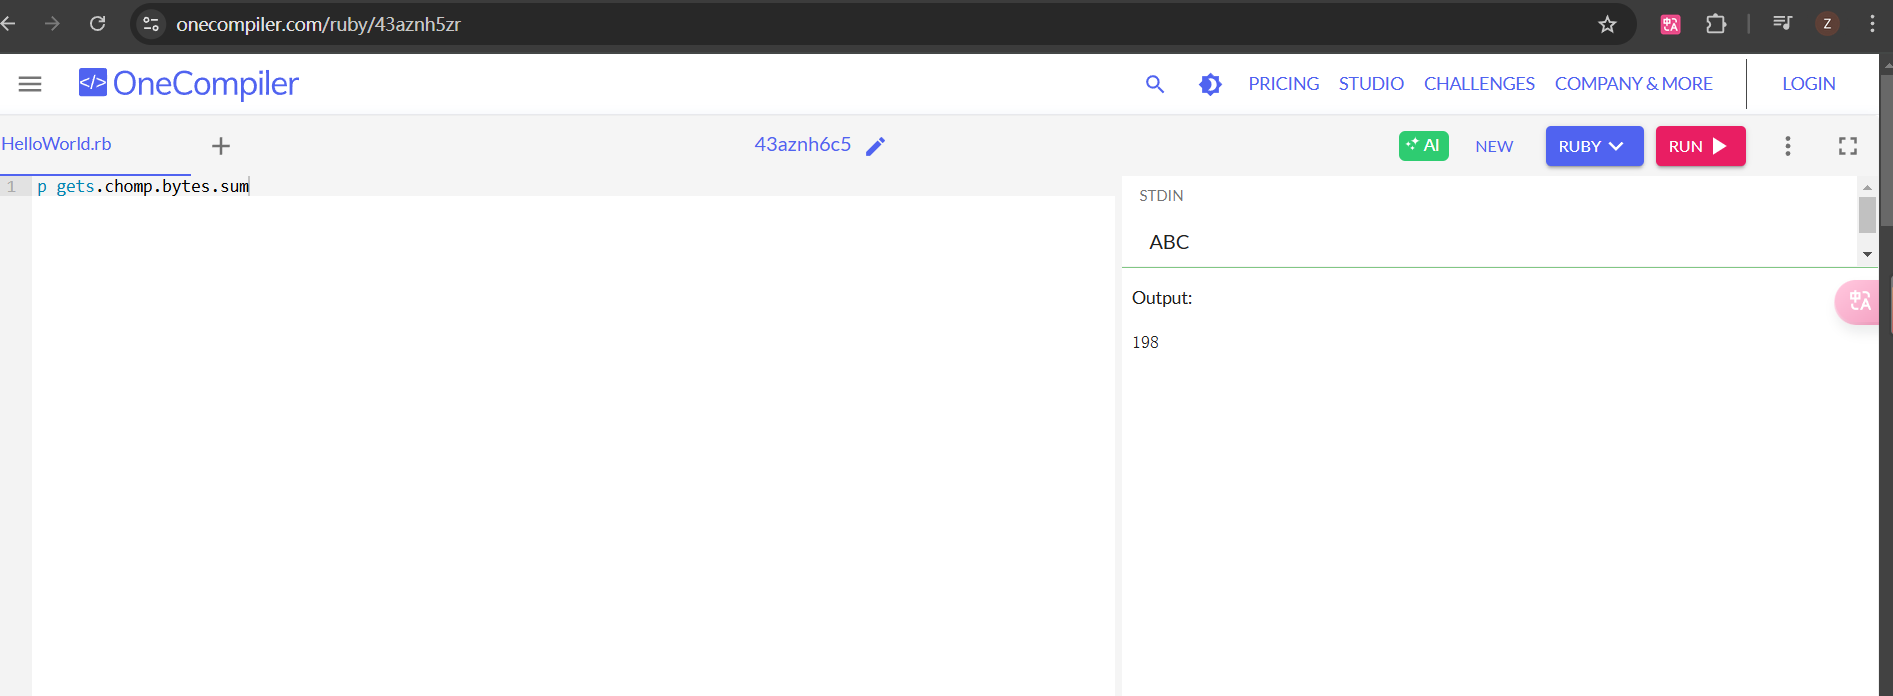 onecompiler.com/ruby/43aznh5zr
Z
</> OneCompiler
PRICING STUDIO CHALLENGES COMPANY & MORE LOGIN
HelloWorld.rb + 43aznh6c5 AI NEW RUBY RUN
1 p gets.chomp.bytes.sum
STDIN
ABC
Output:
198